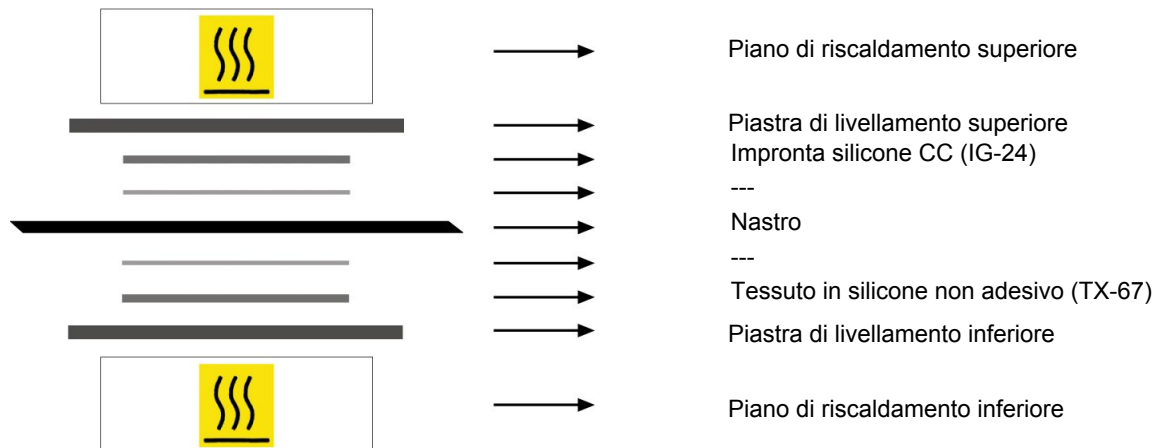 Piano di riscaldamento superiore
Piastra di livellamento superiore
Impronta silicone CC (IG-24)
---
Nastro
---
Tessuto in silicone non adesivo (TX-67)
Piastra di livellamento inferiore
Piano di riscaldamento inferiore